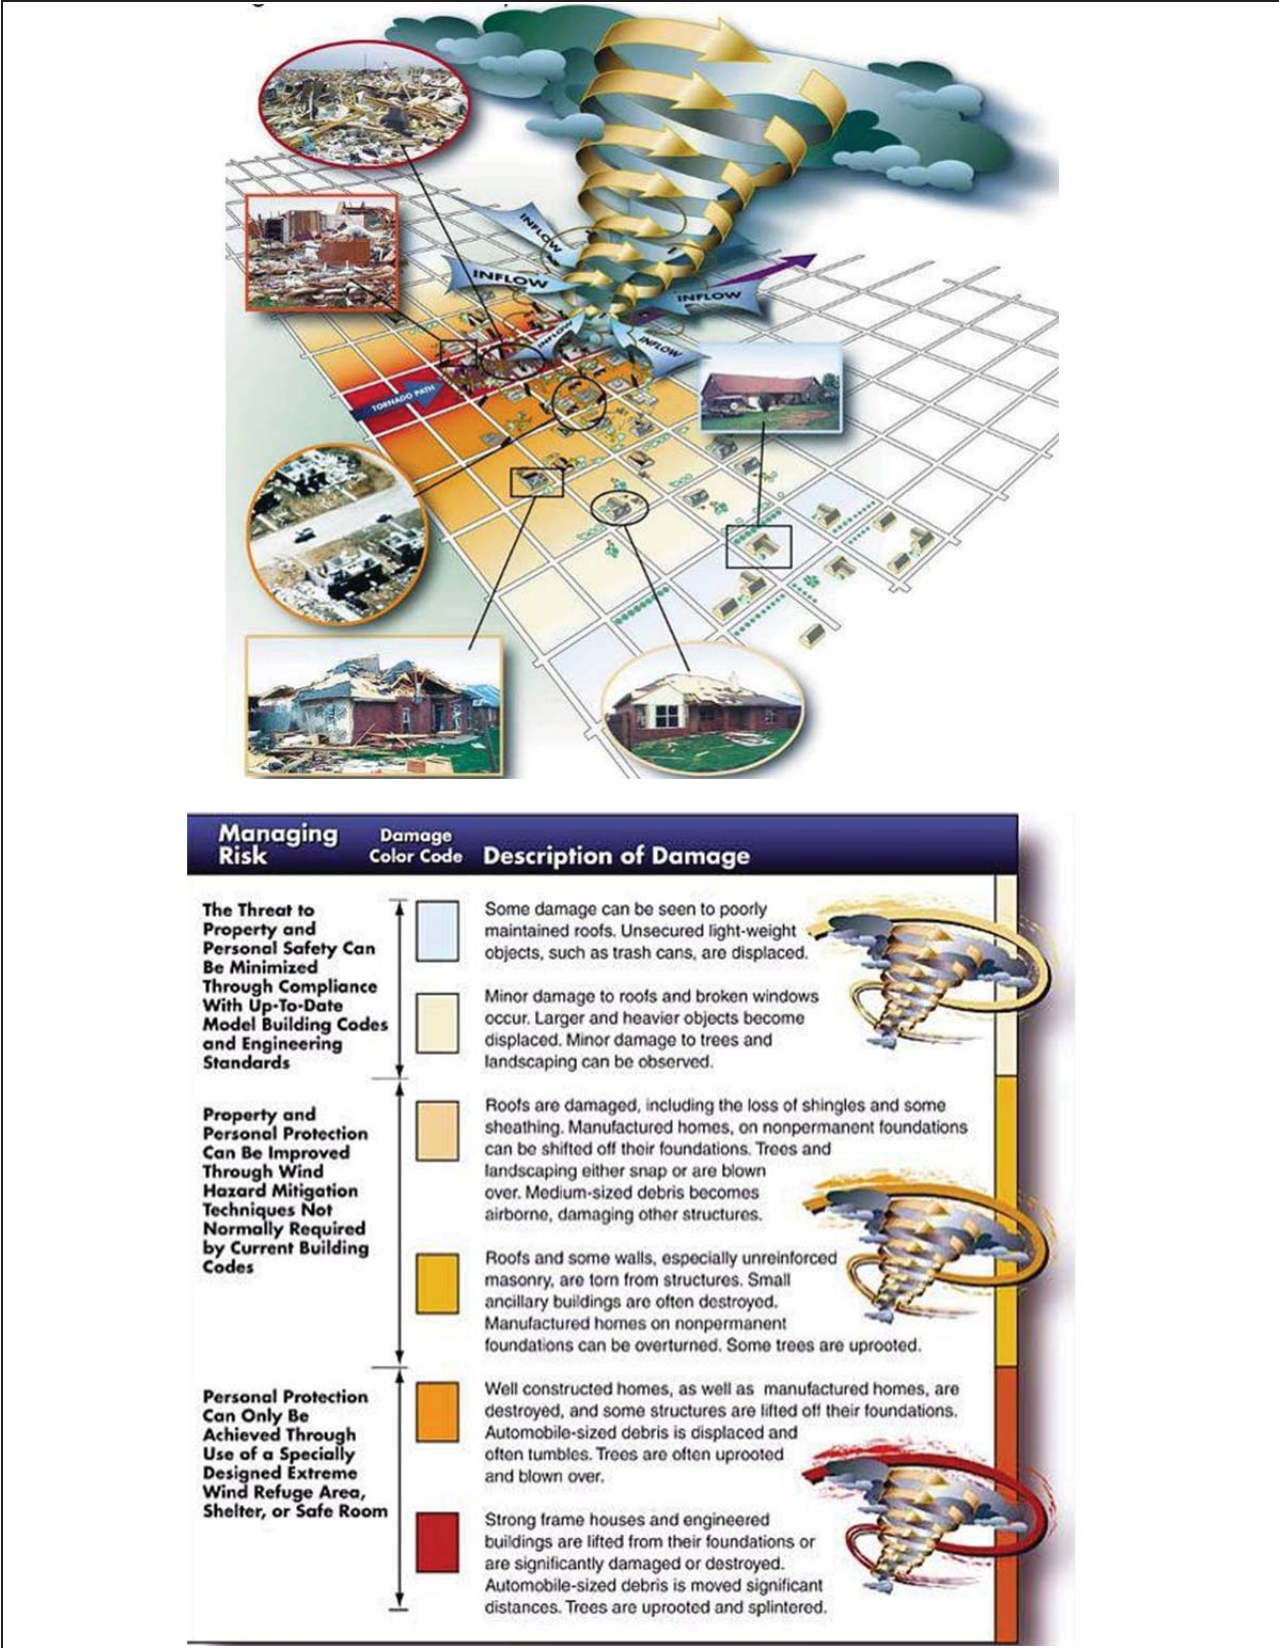 INFLOW
INFLOW
INFLOW
INFLOW
INFLOW
TORNADO PATH
Managing
Risk
Damage
Color Code
Description of Damage
The Threat to
Property and
Personal Safety Can
Be Minimized
Through Compliance
With Up-To-Date
Model Building Codes
and Engineering
Standards
Some damage can be seen to poorly
maintained roofs. Unsecured light-weight
objects, such as trash cans, are displaced.
Minor damage to roofs and broken windows
occur. Larger and heavier objects become
displaced. Minor damage to trees and
landscaping can be observed.
Property and
Personal Protection
Can Be Improved
Through Wind
Hazard Mitigation
Techniques Not
Normally Required
by Current Building
Codes
Roofs are damaged, including the loss of shingles and some
sheathing. Manufactured homes, on nonpermanent foundations
can be shifted off their foundations. Trees and
landscaping either snap or are blown
over. Medium-sized debris becomes
airborne, damaging other structures.
Roofs and some walls, especially unreinforced
masonry, are torn from structures. Small
ancillary buildings are often destroyed.
Manufactured homes on nonpermanent
foundations can be overturned. Some trees are uprooted.
Personal Protection
Can Only Be
Achieved Through
Use of a Specially
Designed Extreme
Wind Refuge Area,
Shelter, or Safe Room
Well constructed homes, as well as manufactured homes, are
destroyed, and some structures are lifted off their foundations.
Automobile-sized debris is displaced and
often tumbles. Trees are often uprooted
and blown over.
Strong frame houses and engineered
buildings are lifted from their foundations or
are significantly damaged or destroyed.
Automobile-sized debris is moved significant
distances. Trees are uprooted and splintered.